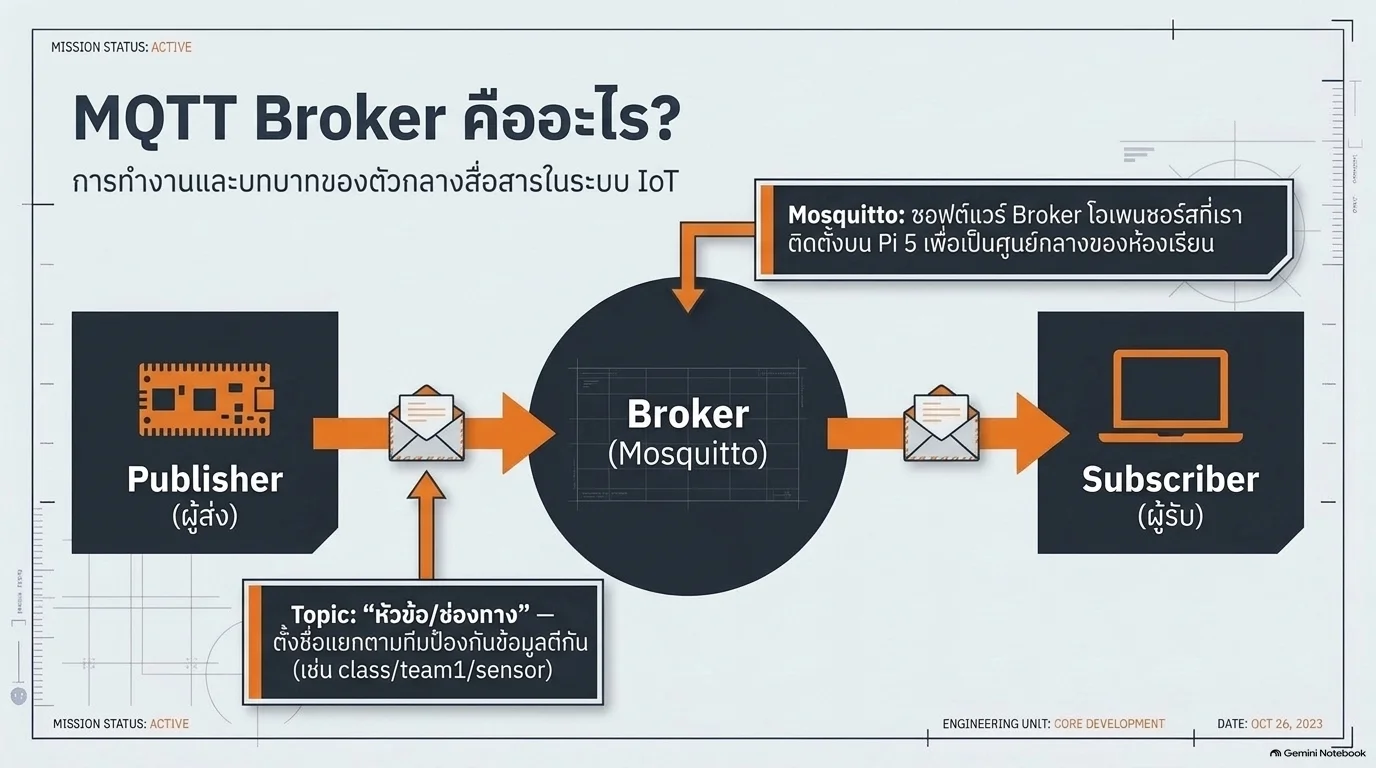 MISSION STATUS: ACTIVE
MQTT Broker คืออะไร?
การทำงานและบทบาทของตัวกลางสื่อสารในระบบ IoT
Mosquitto: ซอฟต์แวร์ Broker โอเพนซอร์สที่เรา
ติดตั้งบน Pi 5 เพื่อเป็นศูนย์กลางของห้องเรียน
Publisher
(ผู้ส่ง)
Broker
(Mosquitto)
Subscriber
(ผู้รับ)
Topic: “หัวข้อ/ช่องทาง” —
ตั้งชื่อแยกตามทีมป้องกันข้อมูลตีกัน
(เช่น class/team1/sensor)
MISSION STATUS: ACTIVE
ENGINEERING UNIT: CORE DEVELOPMENT
DATE: OCT 26, 2023
Gemini Notebook